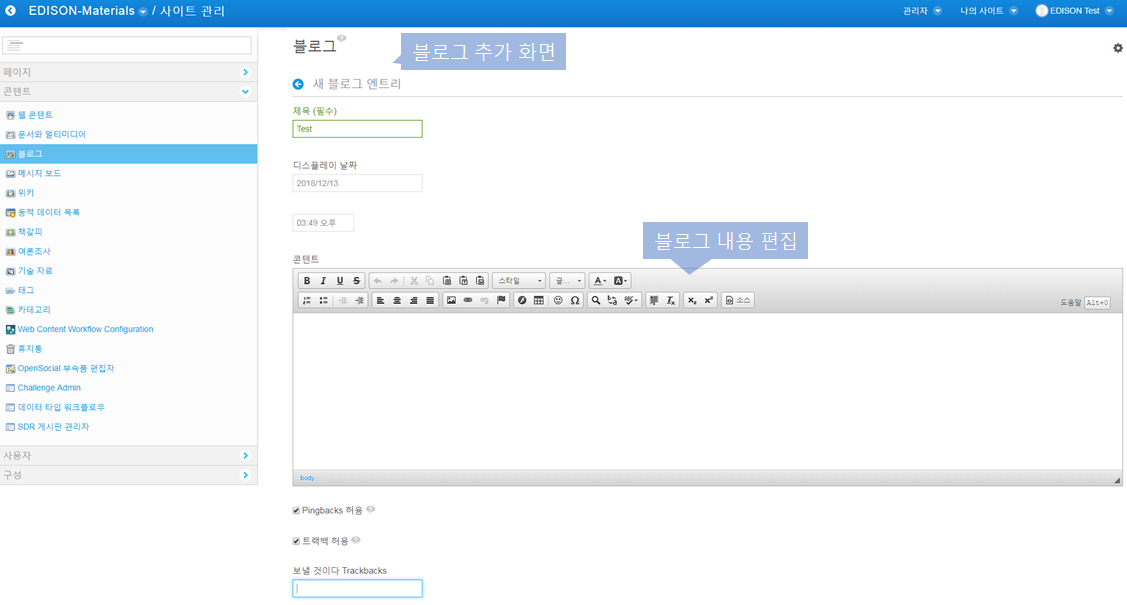 EDISON-Materials / 사이트 관리
관리자 나의 사이트 EDISON Test
페이지
콘텐트
웹 콘텐트
문서와 멀티미디어
블로그
메시지 보드
위키
동적 데이터 목록
책갈피
여론조사
기술 자료
태그
카테고리
Web Content Workflow Configuration
휴지통
OpenSocial 부속품 편집자
Challenge Admin
데이터 타입 워크플로우
SDR 게시판 관리자
사용자
구성
블로그
블로그 추가 화면
새 블로그 엔트리
제목 (필수)
Test
디스플레이 날짜
2018/12/13
03:49 오후
블로그 내용 편집
콘텐트
B I U S 스타일 글... A A
Ω 소스
도움말 Alt+0
body
Pingbacks 허용
트랙백 허용
보낼 것이다 Trackbacks